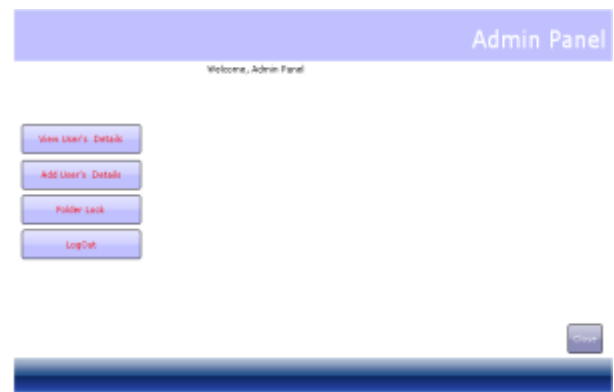 Admin Panel
Welcome, Admin Panel
View User's Details
Add User's Details
Folder Lock
LogOut
Close